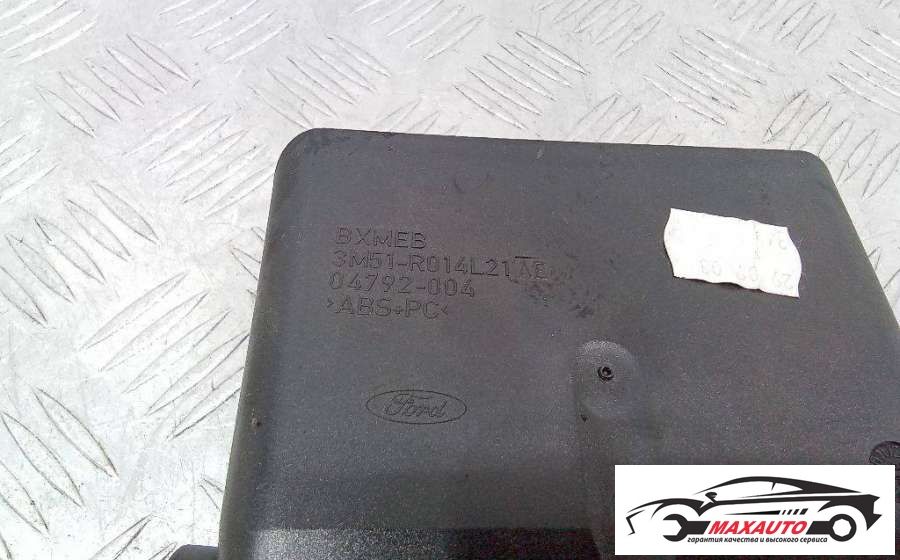 BXMEB
3M51-R014L21
04792-004
>ABS+PC<
Ford
MAXAUTO
гарантия качества и высокого сервиса